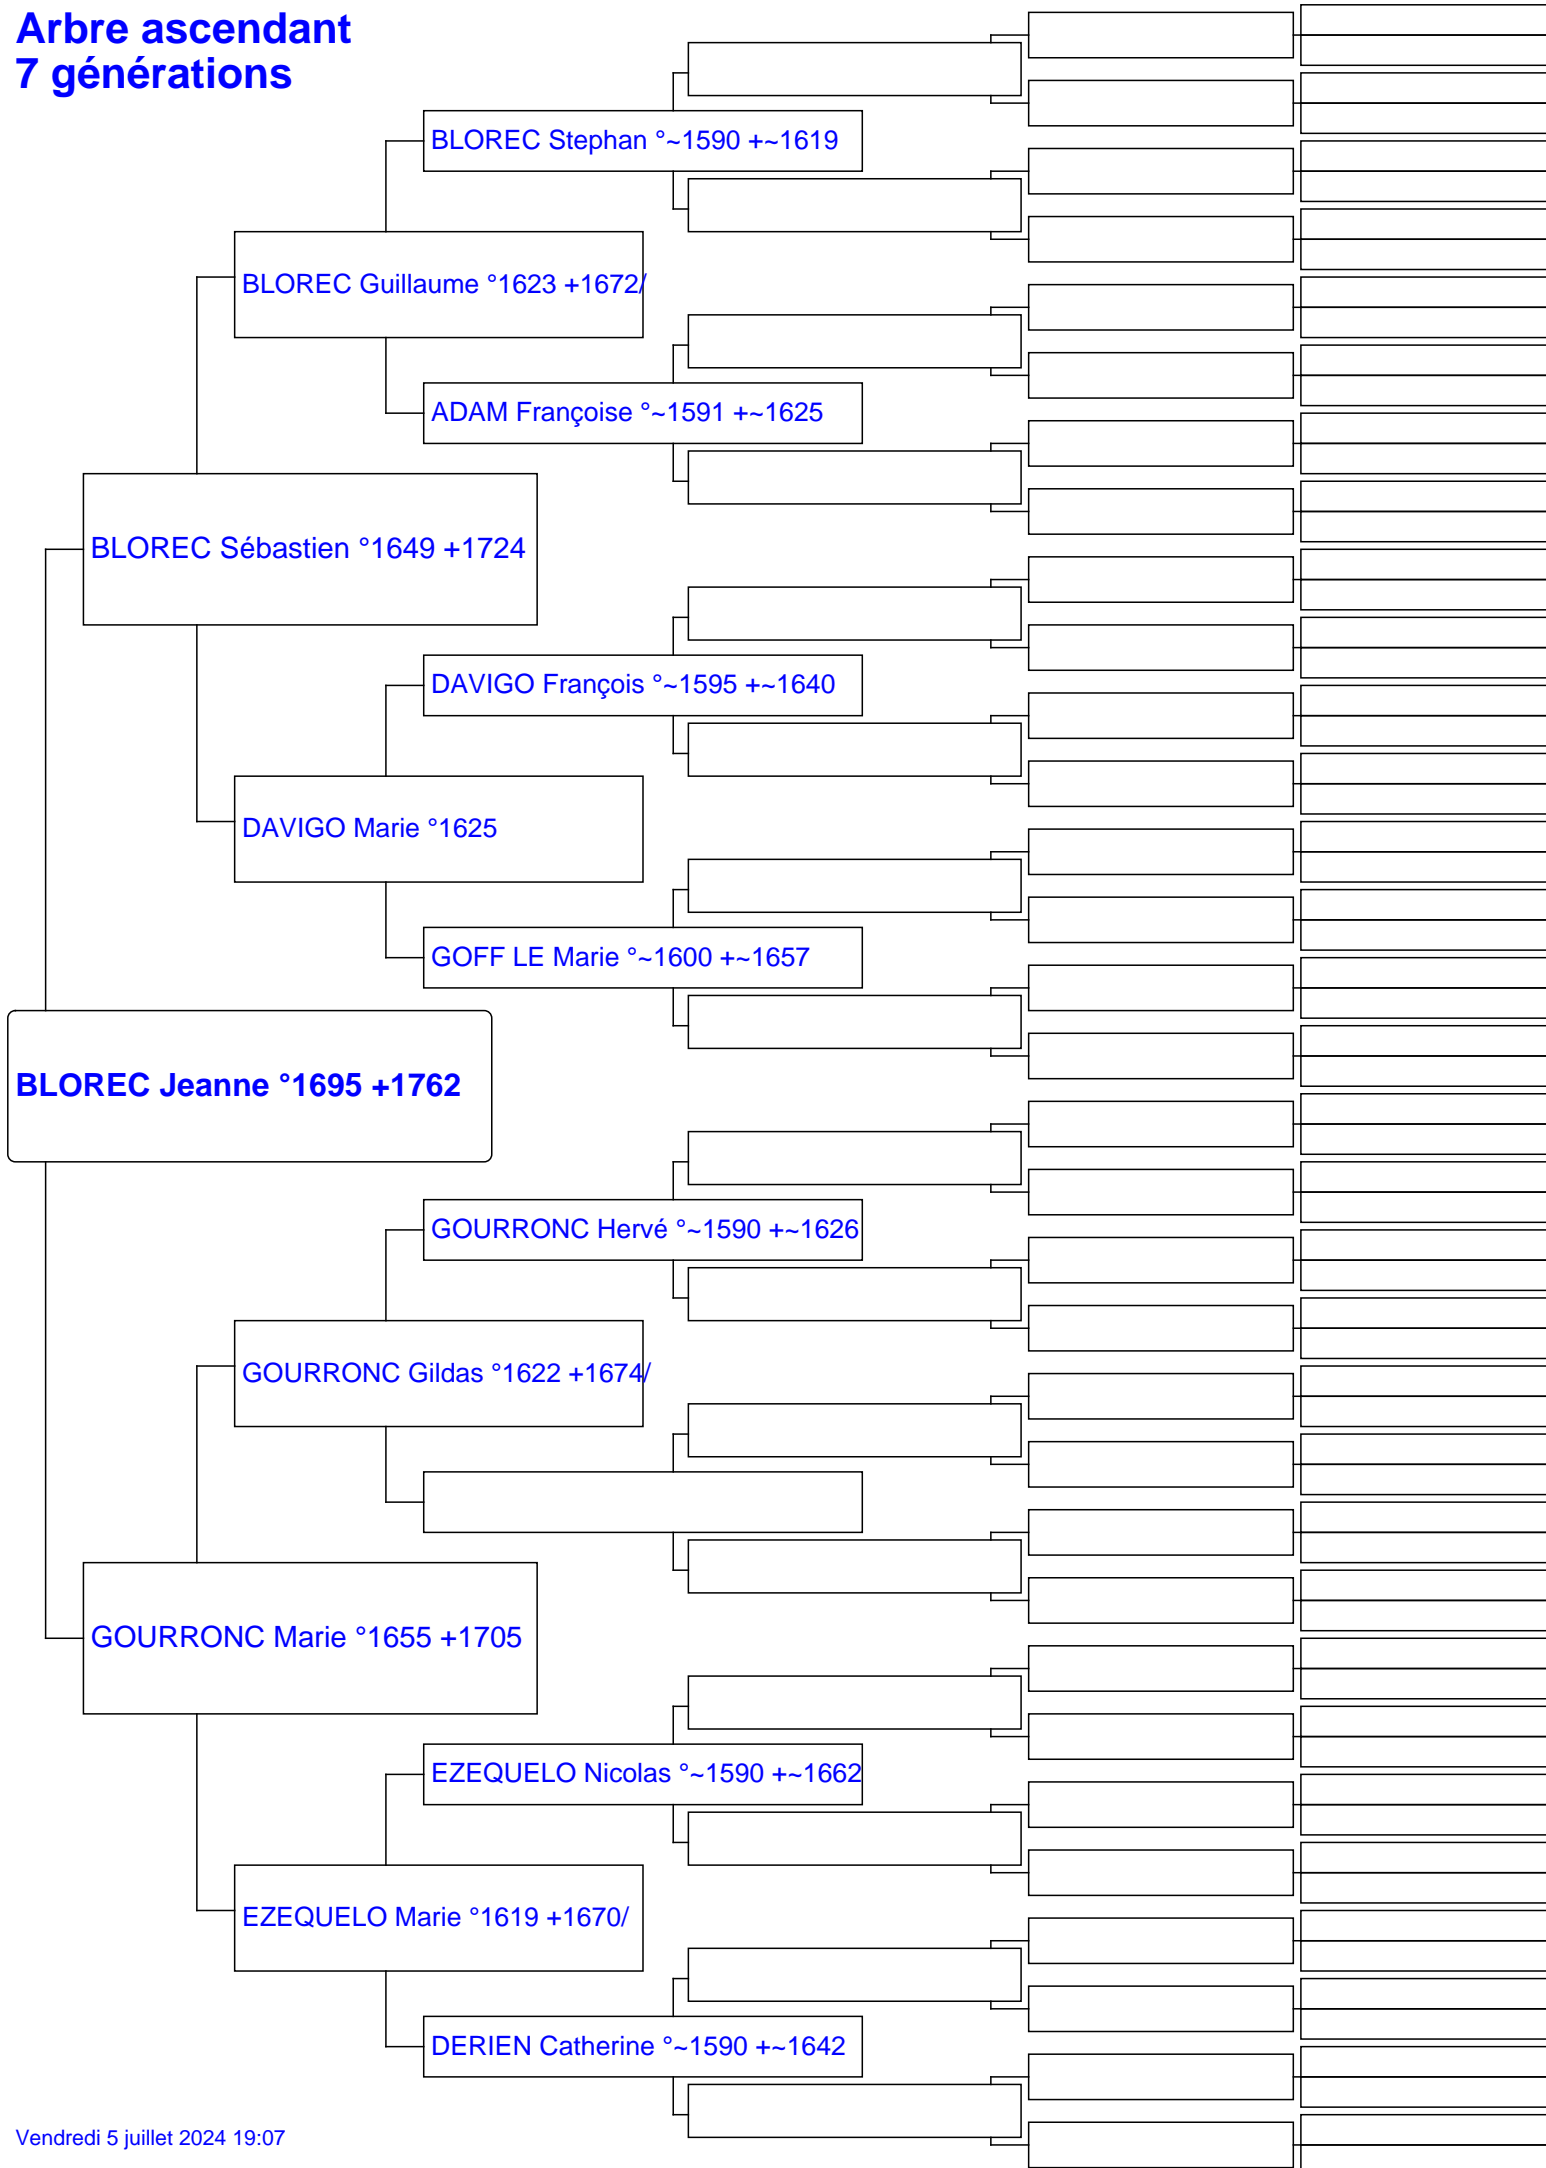 Arbre ascendant
7 générations
BLOREC Stephan °~1590 +~1619
BLOREC Guillaume °1623 +1672/
ADAM Françoise °~1591 +~1625
BLOREC Sébastien °1649 +1724
DAVIGO François °~1595 +~1640
DAVIGO Marie °1625
GOFF LE Marie °~1600 +~1657
BLOREC Jeanne °1695 +1762
GOURRONC Hervé °~1590 +~1626
GOURRONC Gildas °1622 +1674/
GOURRONC Marie °1655 +1705
EZEQUELO Nicolas °~1590 +~1662
EZEQUELO Marie °1619 +1670/
DERIEN Catherine °~1590 +~1642
Vendredi 5 juillet 2024 19:07